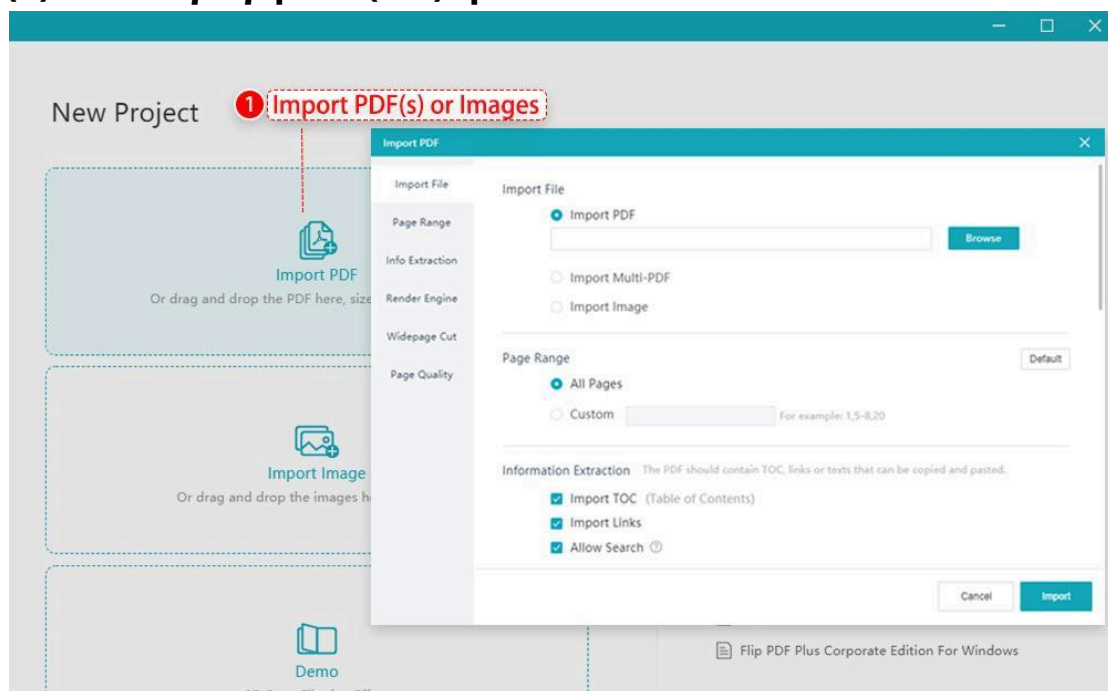 New Project
1 Import PDF(s) or Images
Import PDF
Or drag and drop the PDF here, size
Import Image
Or drag and drop the images h
Demo
Import PDF
Import File
Page Range
Info Extraction
Render Engine
Widepage Cut
Page Quality
Import File
Import PDF
Browse
Import Multi-PDF
Import Image
Page Range
Default
All Pages
Custom
For example: 1,5-8,20
Information Extraction The PDF should contain TOC, links or texts that can be copied and pasted.
Import TOC (Table of Contents)
Import Links
Allow Search
Cancel
Import
Flip PDF Plus Corporate Edition For Windows